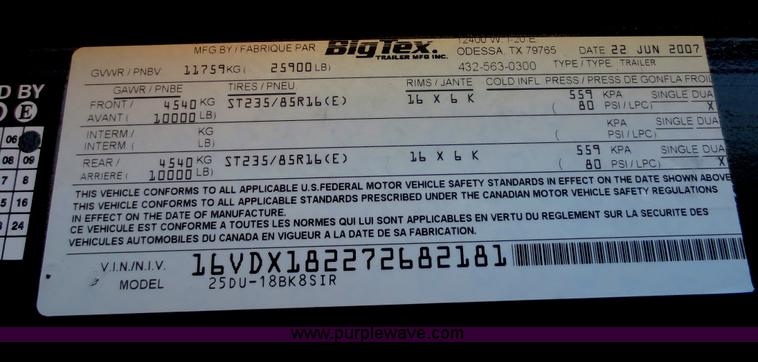 MFG BY / FABRIQUE PAR BigTex. TRAILER MFG INC.
12400 W. I-20 E.
ODESSA, TX 79765
432-563-0300
DATE 22 JUN 2007
TYPE / TYPE TRAILER
GVWR / PNBV 11759 KG ( 25900 LB)
GAWR / PNBE TIRES / PNEU RIMS / JANTE COLD INFL PRESS / PRESS DE GONFLA FROID
FRONT / 4540 KG ST235/85R16(E) 16 X 6 K 559 KPA SINGLE DUA
AVANT ( 10000 LB) ( 80 PSI / LPC) X
INTERM / KG KPA SINGLE DUA
INTERM ( LB) ( PSI / LPC)
REAR / 4540 KG ST235/85R16(E) 16 X 6 K 559 KPA SINGLE DUA
ARRIERE ( 10000 LB) ( 80 PSI / LPC) X
THIS VEHICLE CONFORMS TO ALL APPLICABLE U.S. FEDERAL MOTOR VEHICLE SAFETY STANDARDS IN EFFECT ON THE DATE SHOWN ABOVE
THIS VEHICLE CONFORMS TO ALL APPLICABLE STANDARDS PRESCRIBED UNDER THE CANADIAN MOTOR VEHICLE SAFETY REGULATIONS
IN EFFECT ON THE DATE OF MANUFACTURE.
CE VEHICULE EST CONFORME A TOUTES LES NORMES QUI LUI SONT APPLICABLES EN VERTU DU REGLEMENT SUR LA SECURITE DES
VEHICULES AUTOMOBILES DU CANADA EN VIGUEUR A LA DATE DE SA FABRICATION.
V.I.N./N.I.V. 16VDX182272682181
MODEL 25DU-18BK8SIR
D BY
D E
06
08 09
7 8
15 16
3 24
www.purplewave.com